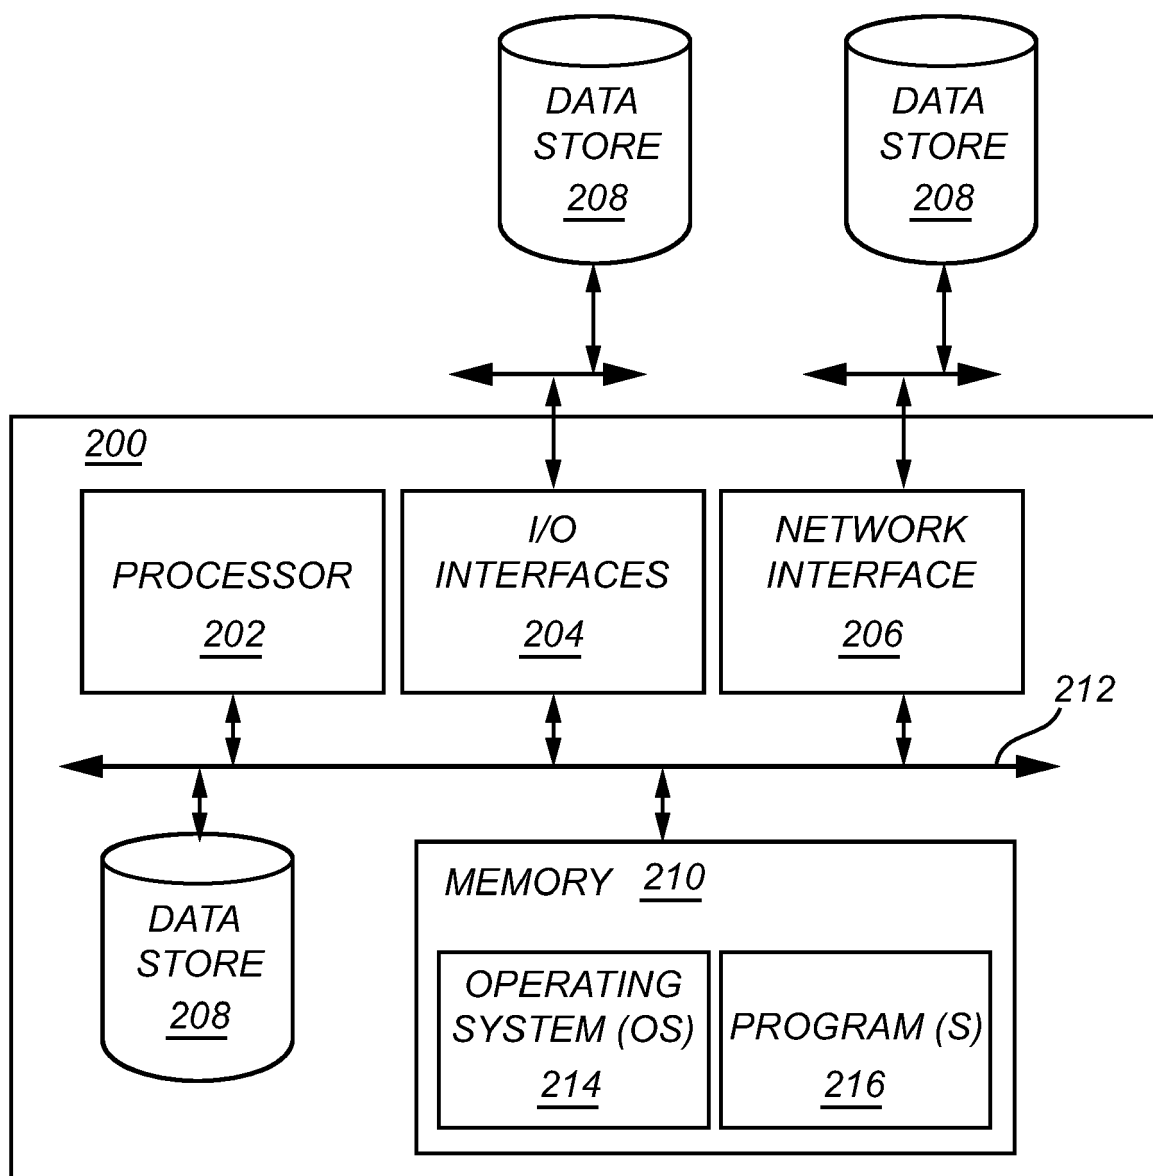 DATA
STORE
208
DATA
STORE
208
200
PROCESSOR
202
I/O
INTERFACES
204
NETWORK
INTERFACE
206
212
DATA
STORE
208
MEMORY 210
OPERATING
SYSTEM (OS)
214
PROGRAM (S)
216